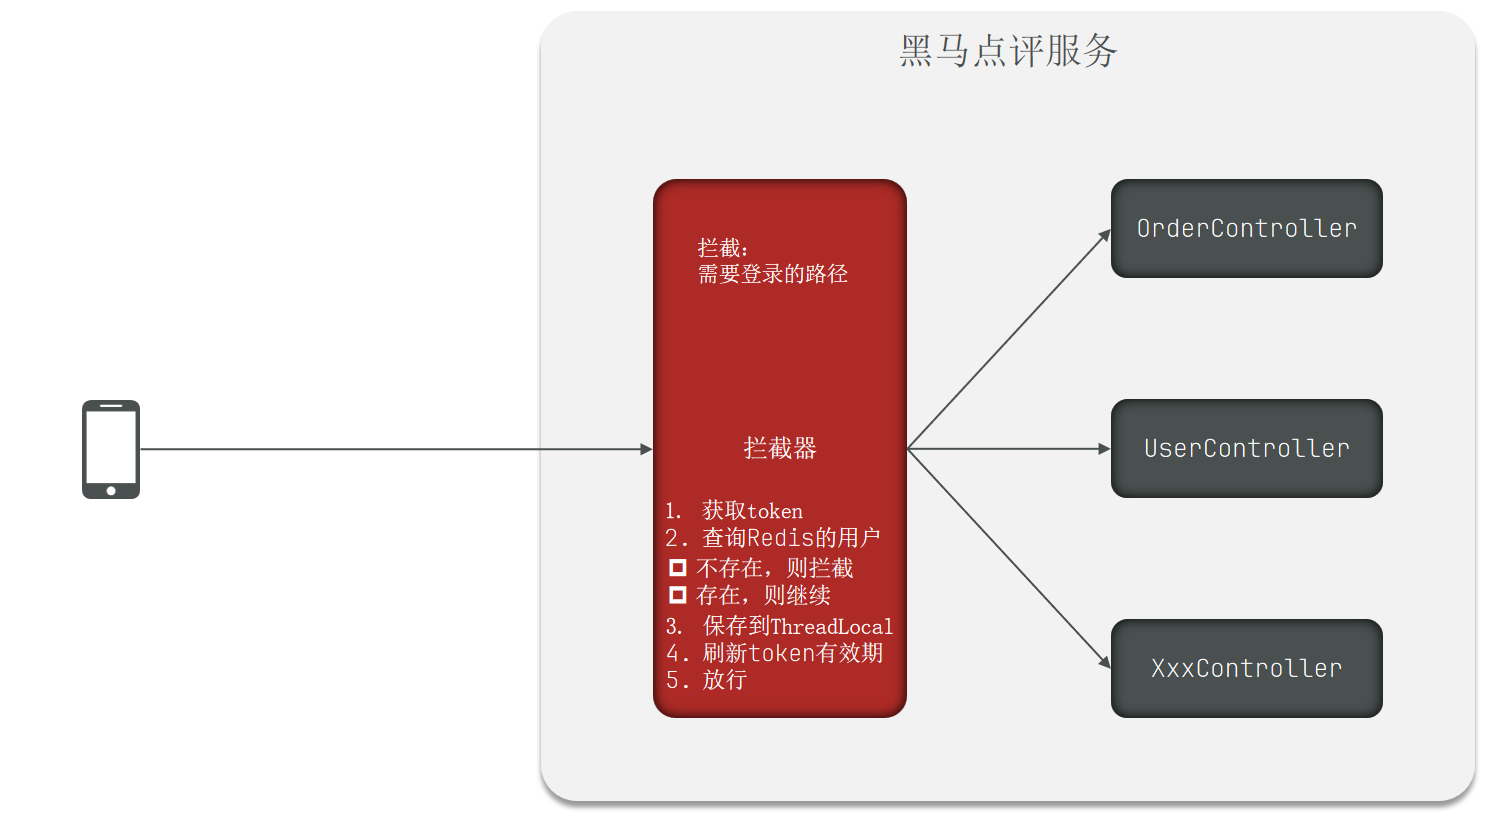 黑马点评服务
拦截：
需要登录的路径
拦截器
1. 获取token
2. 查询Redis的用户
不存在，则拦截
存在，则继续
3. 保存到ThreadLocal
4. 刷新token有效期
5. 放行
OrderController
UserController
XxxController